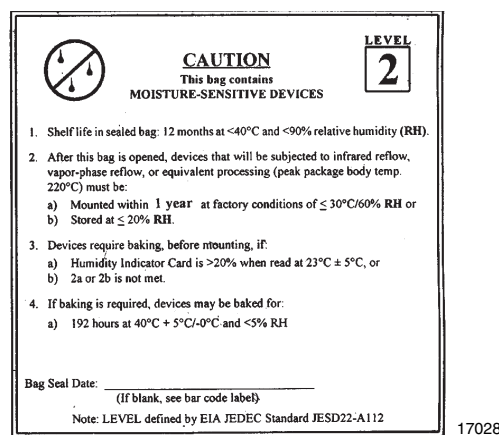 LEVEL
2
CAUTION
This bag contains
MOISTURE-SENSITIVE DEVICES
1. Shelf life in sealed bag: 12 months at <40°C and <90% relative humidity (RH).
2. After this bag is opened, devices that will be subjected to infrared reflow,
vapor-phase reflow, or equivalent processing (peak package body temp.
220°C) must be:
a) Mounted within 1 year at factory conditions of ≤ 30°C/60% RH or
b) Stored at ≤ 20% RH.
3. Devices require baking, before mounting, if:
a) Humidity Indicator Card is >20% when read at 23°C ± 5°C, or
b) 2a or 2b is not met.
4. If baking is required, devices may be baked for:
a) 192 hours at 40°C + 5°C/-0°C and <5% RH
Bag Seal Date: ____________________
(If blank, see bar code label)
Note: LEVEL defined by EIA JEDEC Standard JESD22-A112
17028